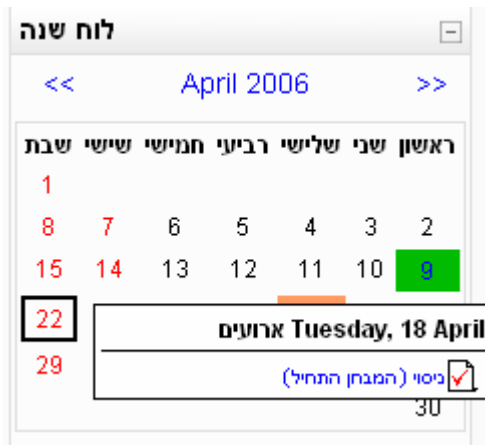 לוח שנה
<< April 2006 >>
ראשון שני שלישי רביעי חמישי שישי שבת
1
2 3 4 5 6 7 8
9 10 11 12 13 14 15
22
ארועים Tuesday, 18 April
29
ניסוי (המבחן התחיל)
30